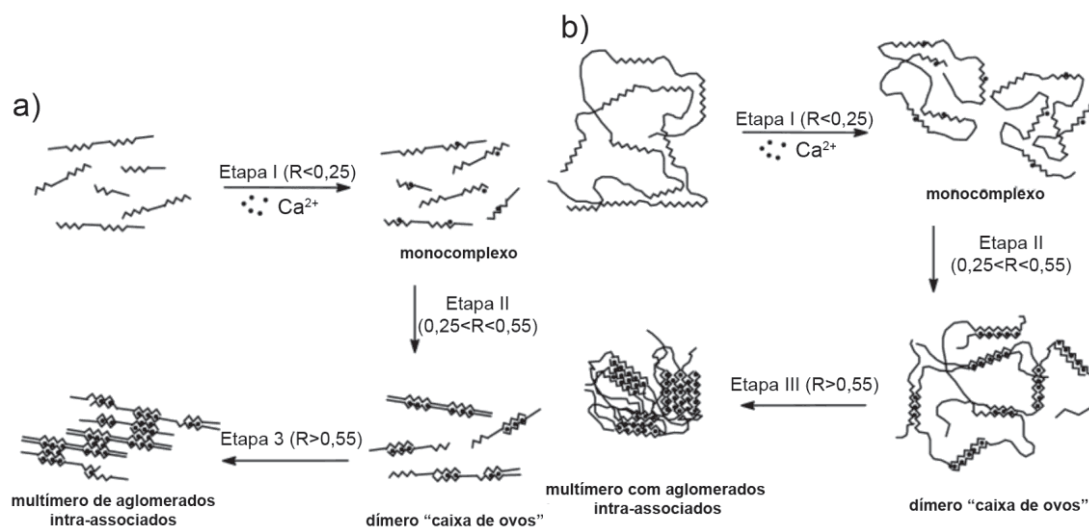 a)
Etapa I (R<0,25)
Ca²⁺
monocomplexo
Etapa II
(0,25<R<0,55)
dímero “caixa de ovos”
Etapa 3 (R>0,55)
multímero de aglomerados
intra-associados
b)
Etapa I (R<0,25)
Ca²⁺
monocomplexo
Etapa II
(0,25<R<0,55)
dímero “caixa de ovos”
Etapa III (R>0,55)
multímero com aglomerados
intra-associados